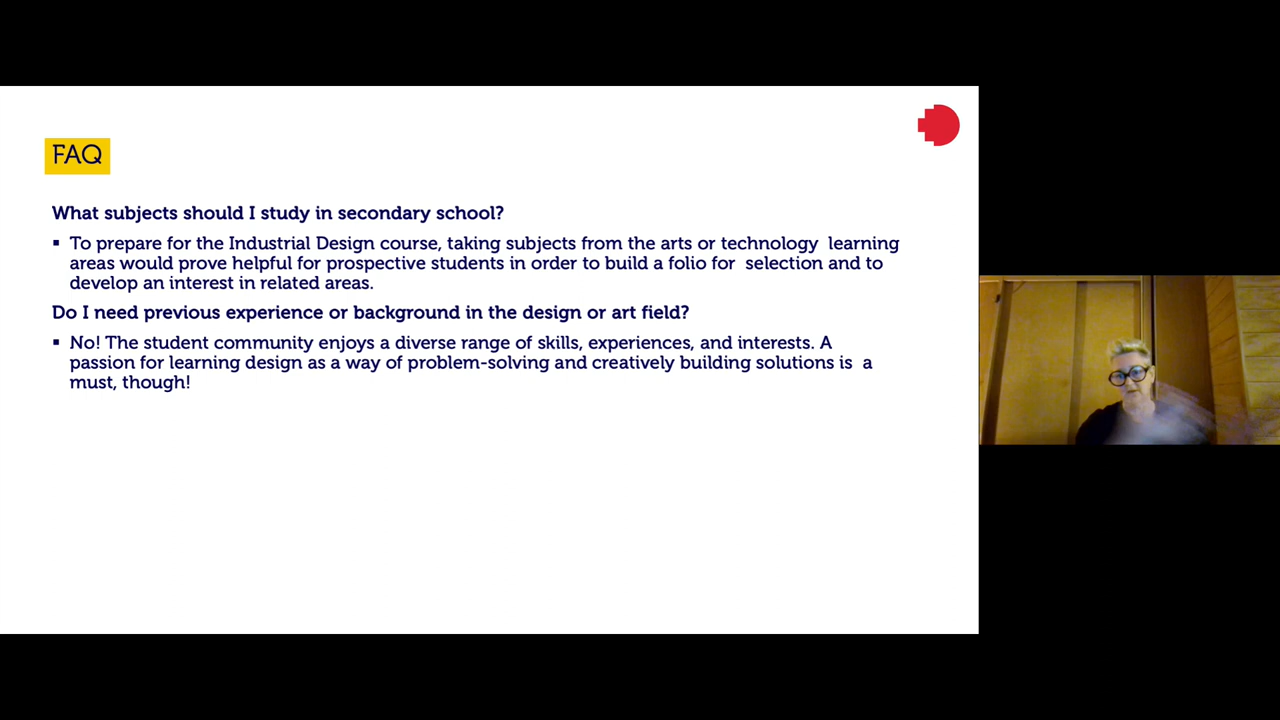 FAQ
What subjects should I study in secondary school?
▪ To prepare for the Industrial Design course, taking subjects from the arts or technology learning
areas would prove helpful for prospective students in order to build a folio for selection and to
develop an interest in related areas.
Do I need previous experience or background in the design or art field?
▪ No! The student community enjoys a diverse range of skills, experiences, and interests. A
passion for learning design as a way of problem-solving and creatively building solutions is a
must, though!